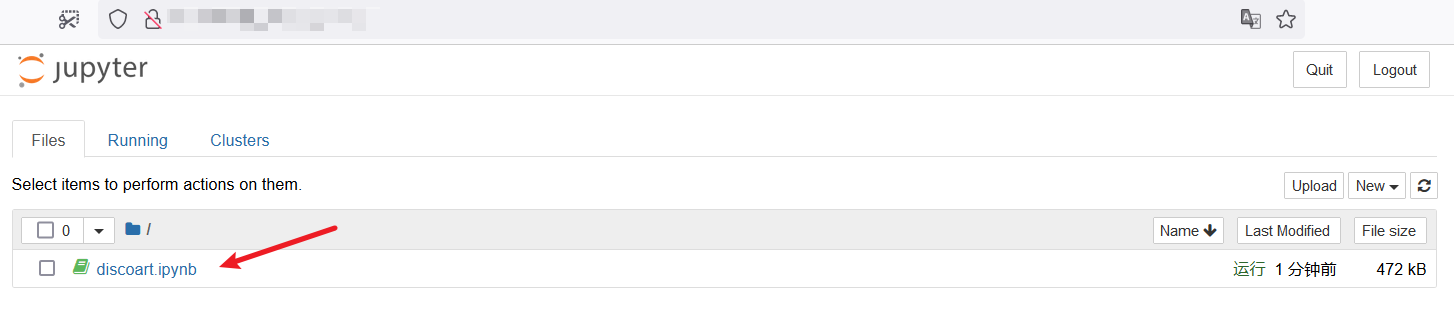 jupyter
Quit Logout
Files Running Clusters
Select items to perform actions on them.
Upload New
0 / Name Last Modified File size
discoart.ipynb 运行 1 分钟前 472 kB